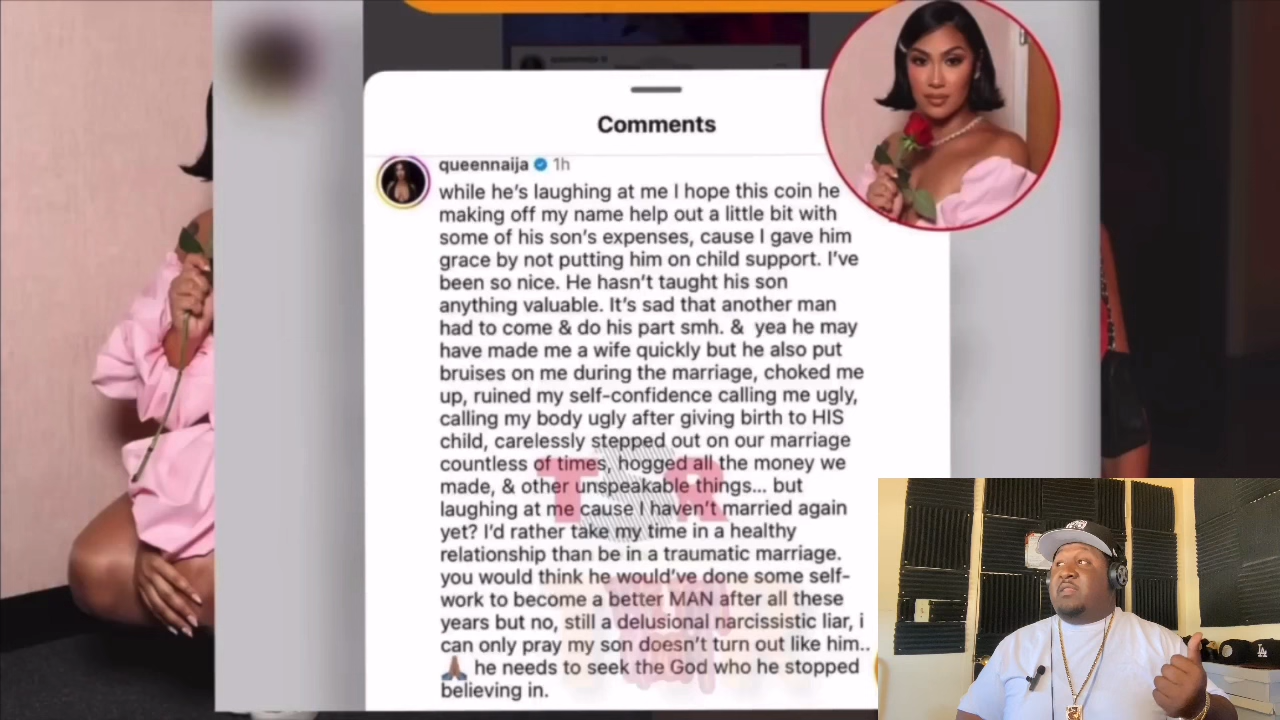 Comments
queennaija 1h
while he's laughing at me I hope this coin he
making off my name help out a little bit with
some of his son's expenses, cause I gave him
grace by not putting him on child support. I've
been so nice. He hasn't taught his son
anything valuable. It's sad that another man
had to come & do his part smh. & yea he may
have made me a wife quickly but he also put
bruises on me during the marriage, choked me
up, ruined my self-confidence calling me ugly,
calling my body ugly after giving birth to HIS
child, carelessly stepped out on our marriage
countless of times, hogged all the money we
made, & other unspeakable things... but
laughing at me cause I haven't married again
yet? I'd rather take my time in a healthy
relationship than be in a traumatic marriage.
you would think he would've done some self-
work to become a better MAN after all these
years but no, still a delusional narcissistic liar, i
can only pray my son doesn't turn out like him..
🙏🏾 he needs to seek the God who he stopped
believing in.
T R
LA